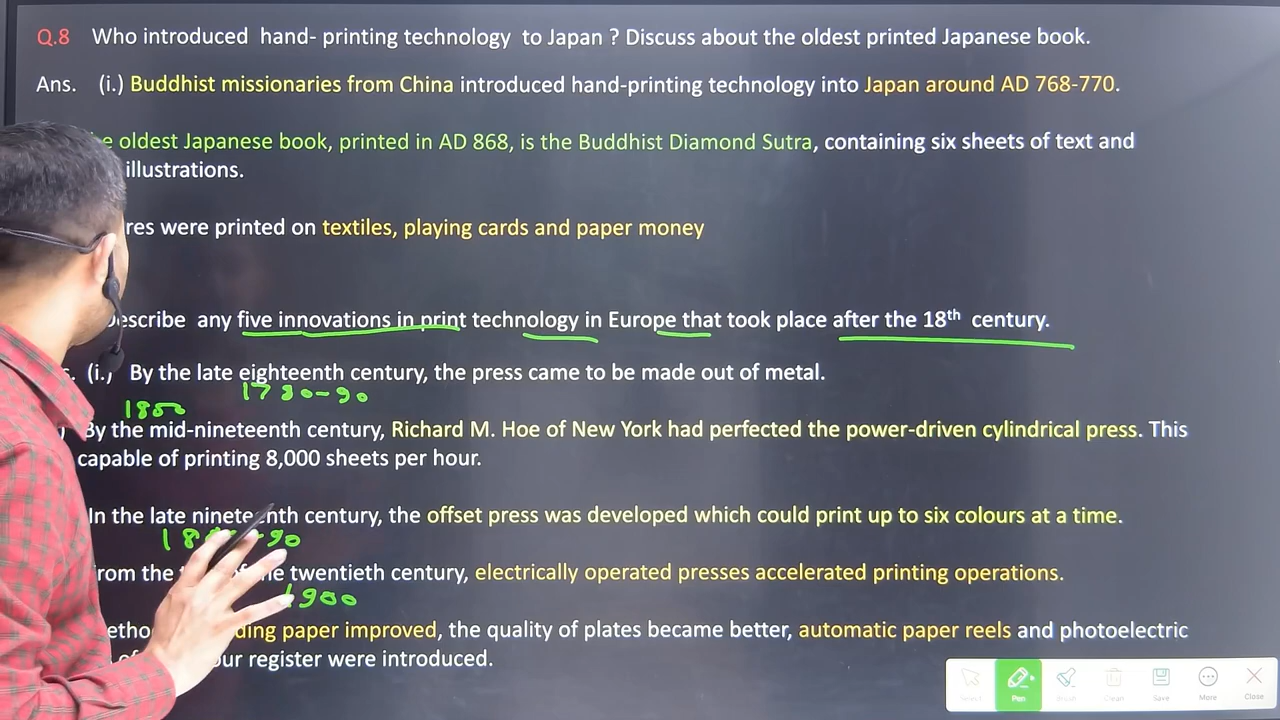 Q.8 Who introduced hand- printing technology to Japan ? Discuss about the oldest printed Japanese book.
Ans. (i.) Buddhist missionaries from China introduced hand-printing technology into Japan around AD 768-770.
oldest Japanese book, printed in AD 868, is the Buddhist Diamond Sutra, containing six sheets of text and
illustrations.
were printed on textiles, playing cards and paper money
any five innovations in print technology in Europe that took place after the 18th century.
(i.) By the late eighteenth century, the press came to be made out of metal.
1780-90
1850
By the mid-nineteenth century, Richard M. Hoe of New York had perfected the power-driven cylindrical press. This
capable of printing 8,000 sheets per hour.
In the late nineteenth century, the offset press was developed which could print up to six colours at a time.
the twentieth century, electrically operated presses accelerated printing operations.
1900
paper improved, the quality of plates became better, automatic paper reels and photoelectric
register were introduced.
Select Pen Clean Save More Close